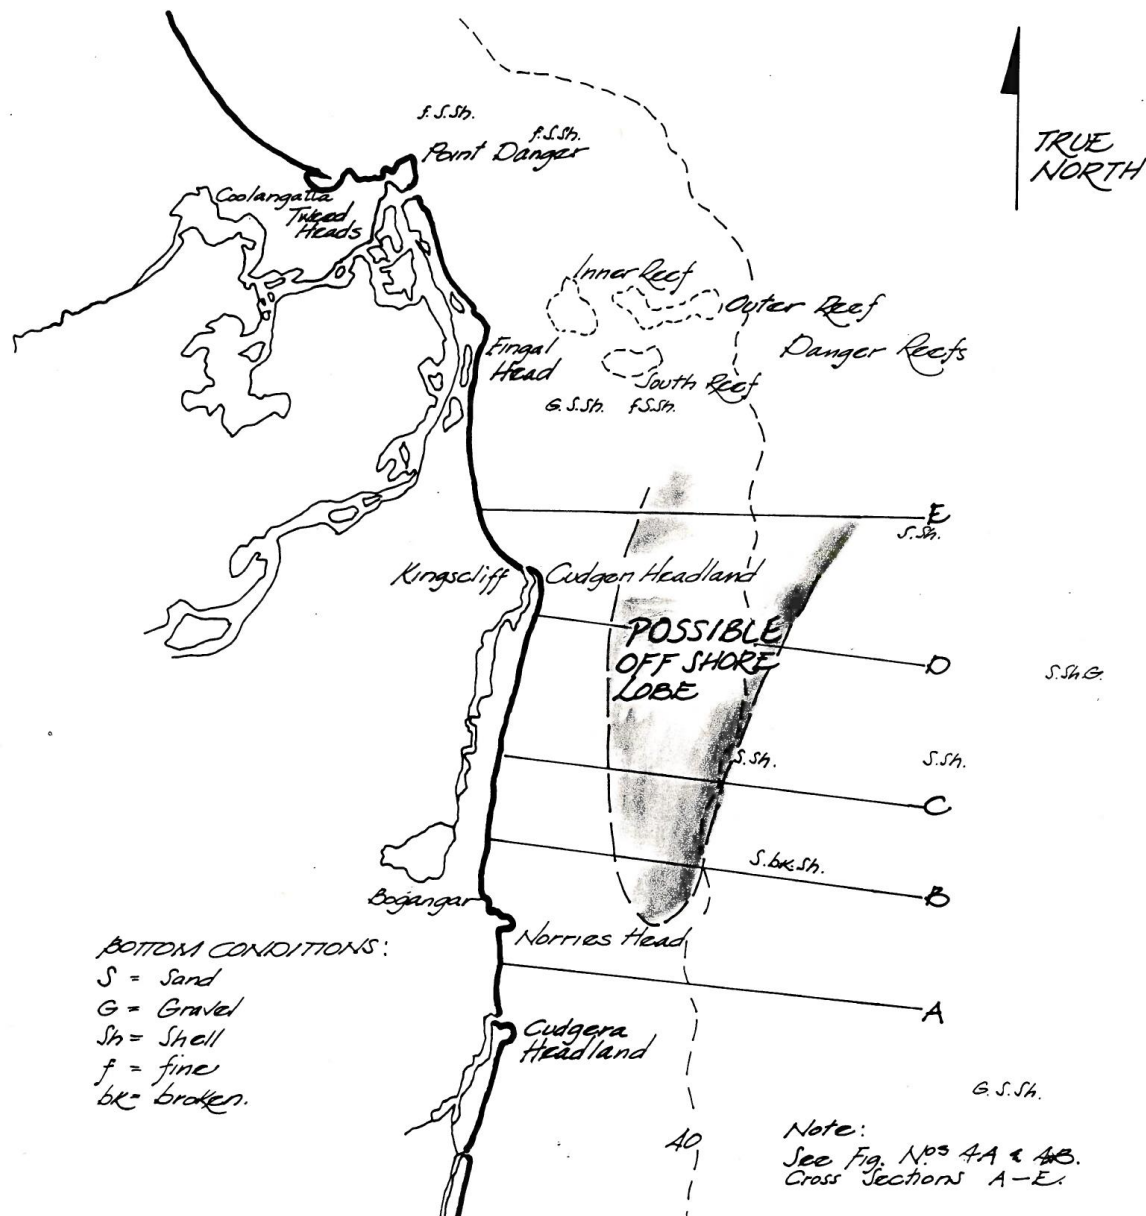 f.S.Sh.
f.S.Sh.
Point Danger
TRUE
NORTH
Coolangatta
Tweed
Heads
Inner Reef
Outer Reef
Danger Reefs
Fingal
Head
South Reef
G.S.Sh. f.S.Sh.
E
S.Sh.
Kingscliff
Cudgen Headland
POSSIBLE
OFF SHORE
LOBE
D
S.Sh.G.
S.Sh.
S.Sh.
C
S.bk.Sh.
B
Bogangar
Norries Head
BOTTOM CONDITIONS:
S = Sand
G = Gravel
Sh = Shell
f = fine
bk = broken.
A
Cudgera
Headland
G.S.Sh.
40
Note:
See Fig. Nos 4A & 4B.
Cross Sections A-E.